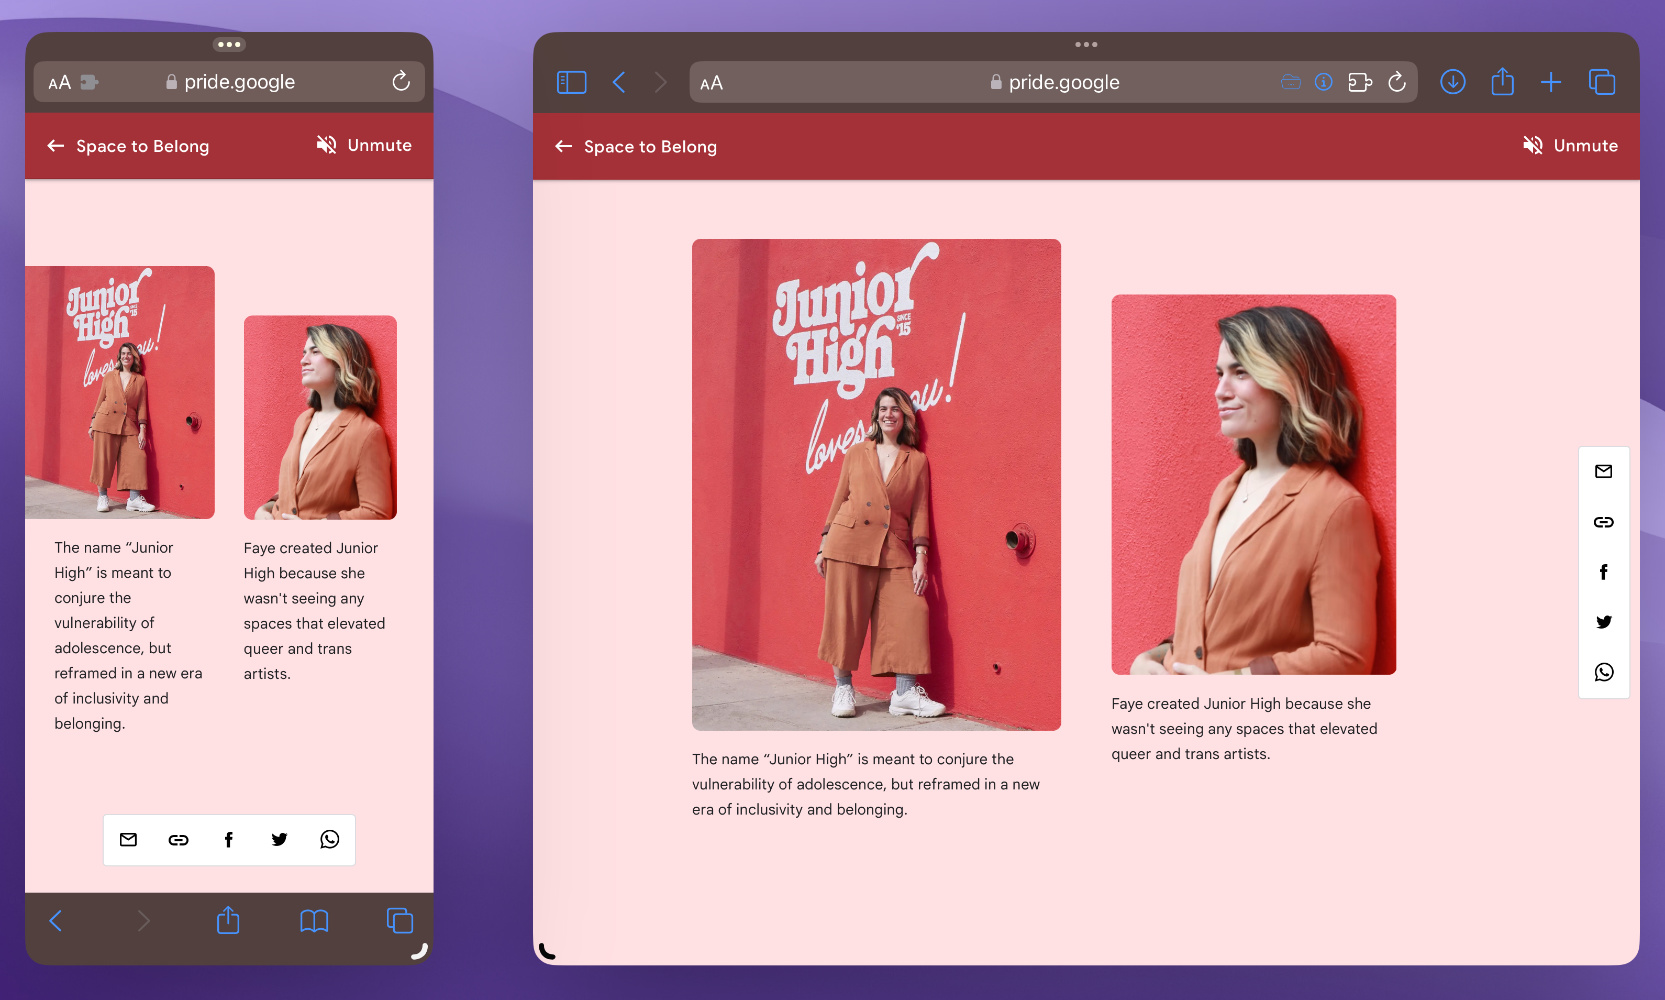 AA
pride.google
Space to Belong
Unmute
Junior
High
SINCE
'15
loves you!
The name “Junior
High” is meant to
conjure the
vulnerability of
adolescence, but
reframed in a new era
of inclusivity and
belonging.
Faye created Junior
High because she
wasn't seeing any
spaces that elevated
queer and trans
artists.
AA
pride.google
Space to Belong
Unmute
Junior
High
SINCE
'15
loves you!
The name “Junior High” is meant to conjure the
vulnerability of adolescence, but reframed in a new
era of inclusivity and belonging.
Faye created Junior High because she
wasn't seeing any spaces that elevated
queer and trans artists.